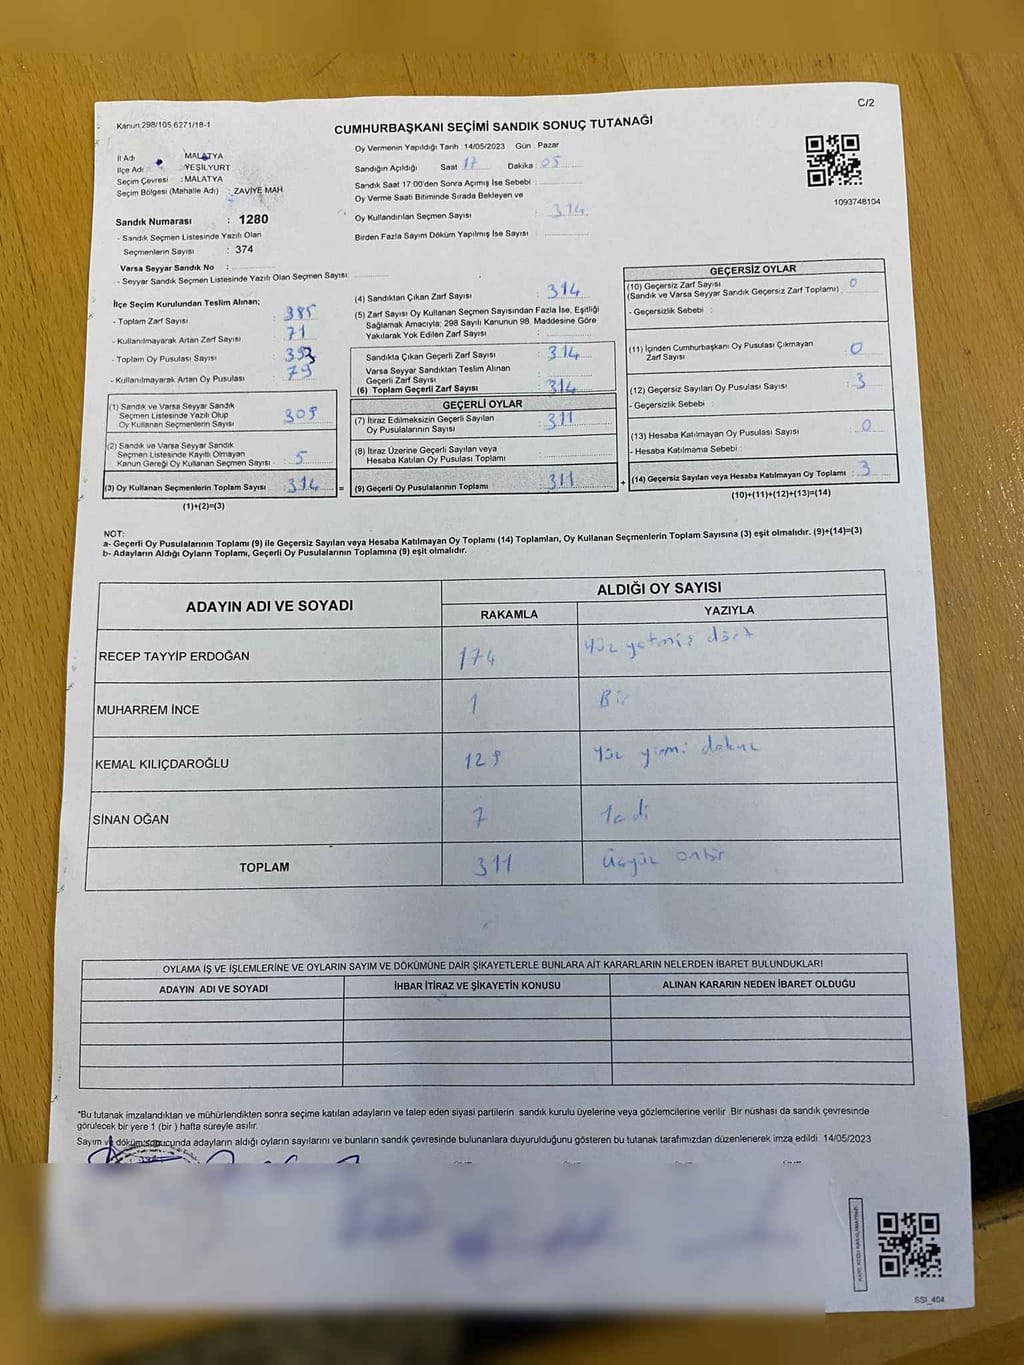 C/2
Kanun 298/105.6271/18-1
CUMHURBAŞKANI SEÇİMİ SANDIK SONUÇ TUTANAĞI
İl Adı MALATYA
İlçe Adı YEŞİLYURT
Seçim Çevresi : MALATYA
Seçim Bölgesi (Mahalle Adı) : ZAVİYE MAH.
Sandık Numarası : 1280
- Sandık Seçmen Listesinde Yazılı Olan
Seçmenlerin Sayısı : 374
Varsa Seyyar Sandık No :
- Seyyar Sandık Seçmen Listesinde Yazılı Olan Seçmen Sayısı:
Oy Vermenin Yapıldığı Tarih : 14/05/2023 Gün : Pazar
Sandığın Açıldığı Saat 17 Dakika 05
Sandık Saat 17:00'den Sonra Açımış İse Sebebi :
Oy Verme Saati Bitiminde Sırada Bekleyen ve
Oy Kullandırılan Seçmen Sayısı : 314
Birden Fazla Sayım Döküm Yapılmış İse Sayısı :
1093748104
İlçe Seçim Kurulundan Teslim Alınan;
- Toplam Zarf Sayısı : 385
- Kullanılmayarak Artan Zarf Sayısı : 71
- Toplam Oy Pusulası Sayısı : 393
- Kullanılmayarak Artan Oy Pusulası : 79
(1) Sandık ve Varsa Seyyar Sandık
Seçmen Listesinde Yazılı Olup
Oy Kullanan Seçmenlerin Sayısı : 309
(2) Sandık ve Varsa Seyyar Sandık
Seçmen Listesinde Kayıtlı Olmayan
Kanun Gereği Oy Kullanan Seçmen Sayısı : 5
(3) Oy Kullanan Seçmenlerin Toplam Sayısı : 314 =
(1)+(2)=(3)
(4) Sandıktan Çıkan Zarf Sayısı : 314
(5) Zarf Sayısı Oy Kullanan Seçmen Sayısından Fazla İse, Eşitliği
Sağlamak Amacıyla; 298 Sayılı Kanunun 98. Maddesine Göre
Yakılarak Yok Edilen Zarf Sayısı :
Sandıkta Çıkan Geçerli Zarf Sayısı : 314
Varsa Seyyar Sandıktan Teslim Alınan
Geçerli Zarf Sayısı :
(6) Toplam Geçerli Zarf Sayısı : 314
GEÇERLİ OYLAR
(7) İtiraz Edilmeksizin Geçerli Sayılan
Oy Pusulalarının Sayısı : 311
(8) İtiraz Üzerine Geçerli Sayılan veya
Hesaba Katılan Oy Pusulaları Toplamı :
(9) Geçerli Oy Pusulalarının Toplamı : 311 +
GEÇERSİZ OYLAR
(10) Geçersiz Zarf Sayısı : 0
(Sandık ve Varsa Seyyar Sandık Geçersiz Zarf Toplamı)
- Geçersizlik Sebebi :
(11) İçinden Cumhurbaşkanı Oy Pusulası Çıkmayan
Zarf Sayısı : 0
(12) Geçersiz Sayılan Oy Pusulası Sayısı : 3
- Geçersizlik Sebebi :
(13) Hesaba Katılmayan Oy Pusulası Sayısı : 0
- Hesaba Katılmama Sebebi :
(14) Geçersiz Sayılan veya Hesaba Katılmayan Oy Toplamı : 3
(10)+(11)+(12)+(13)=(14)
NOT:
a- Geçerli Oy Pusulalarının Toplamı (9) ile Geçersiz Sayılan veya Hesaba Katılmayan Oy Toplamı (14) Toplamları, Oy Kullanan Seçmenlerin Toplam Sayısına (3) eşit olmalıdır. (9)+(14)=(3)
b- Adayların Aldığı Oyların Toplamı, Geçerli Oy Pusulalarının Toplamına (9) eşit olmalıdır.
ADAYIN ADI VE SOYADI ALDIĞI OY SAYISI
RAKAMLA YAZIYLA
RECEP TAYYİP ERDOĞAN 174 Yüz yetmiş dört
MUHARREM İNCE 1 Bir
KEMAL KILIÇDAROĞLU 129 Yüz yirmi dokuz
SİNAN OĞAN 7 Yedi
TOPLAM 311 Üçyüz onbir
OYLAMA İŞ VE İŞLEMLERİNE VE OYLARIN SAYIM VE DÖKÜMÜNE DAİR ŞİKAYETLERLE BUNLARA AİT KARARLARIN NELERDEN İBARET BULUNDUKLARI
ADAYIN ADI VE SOYADI İHBAR İTİRAZ VE ŞİKAYETİN KONUSU ALINAN KARARIN NEDEN İBARET OLDUĞU
*Bu tutanak imzalandıktan ve mühürlendikten sonra seçime katılan adayların ve talep eden siyasi partilerin sandık kurulu üyelerine veya gözlemcilerine verilir. Bir nüshası da sandık çevresinde
görülecek bir yere 1 (bir) hafta süreyle asılır.
Sayım ve döküm sonucunda adayların aldığı oyların sayılarını ve bunların sandık çevresinde bulunanlara duyurulduğunu gösteren bu tutanak tarafımızdan düzenlenerek imza edildi. 14/05/2023
SSI_404